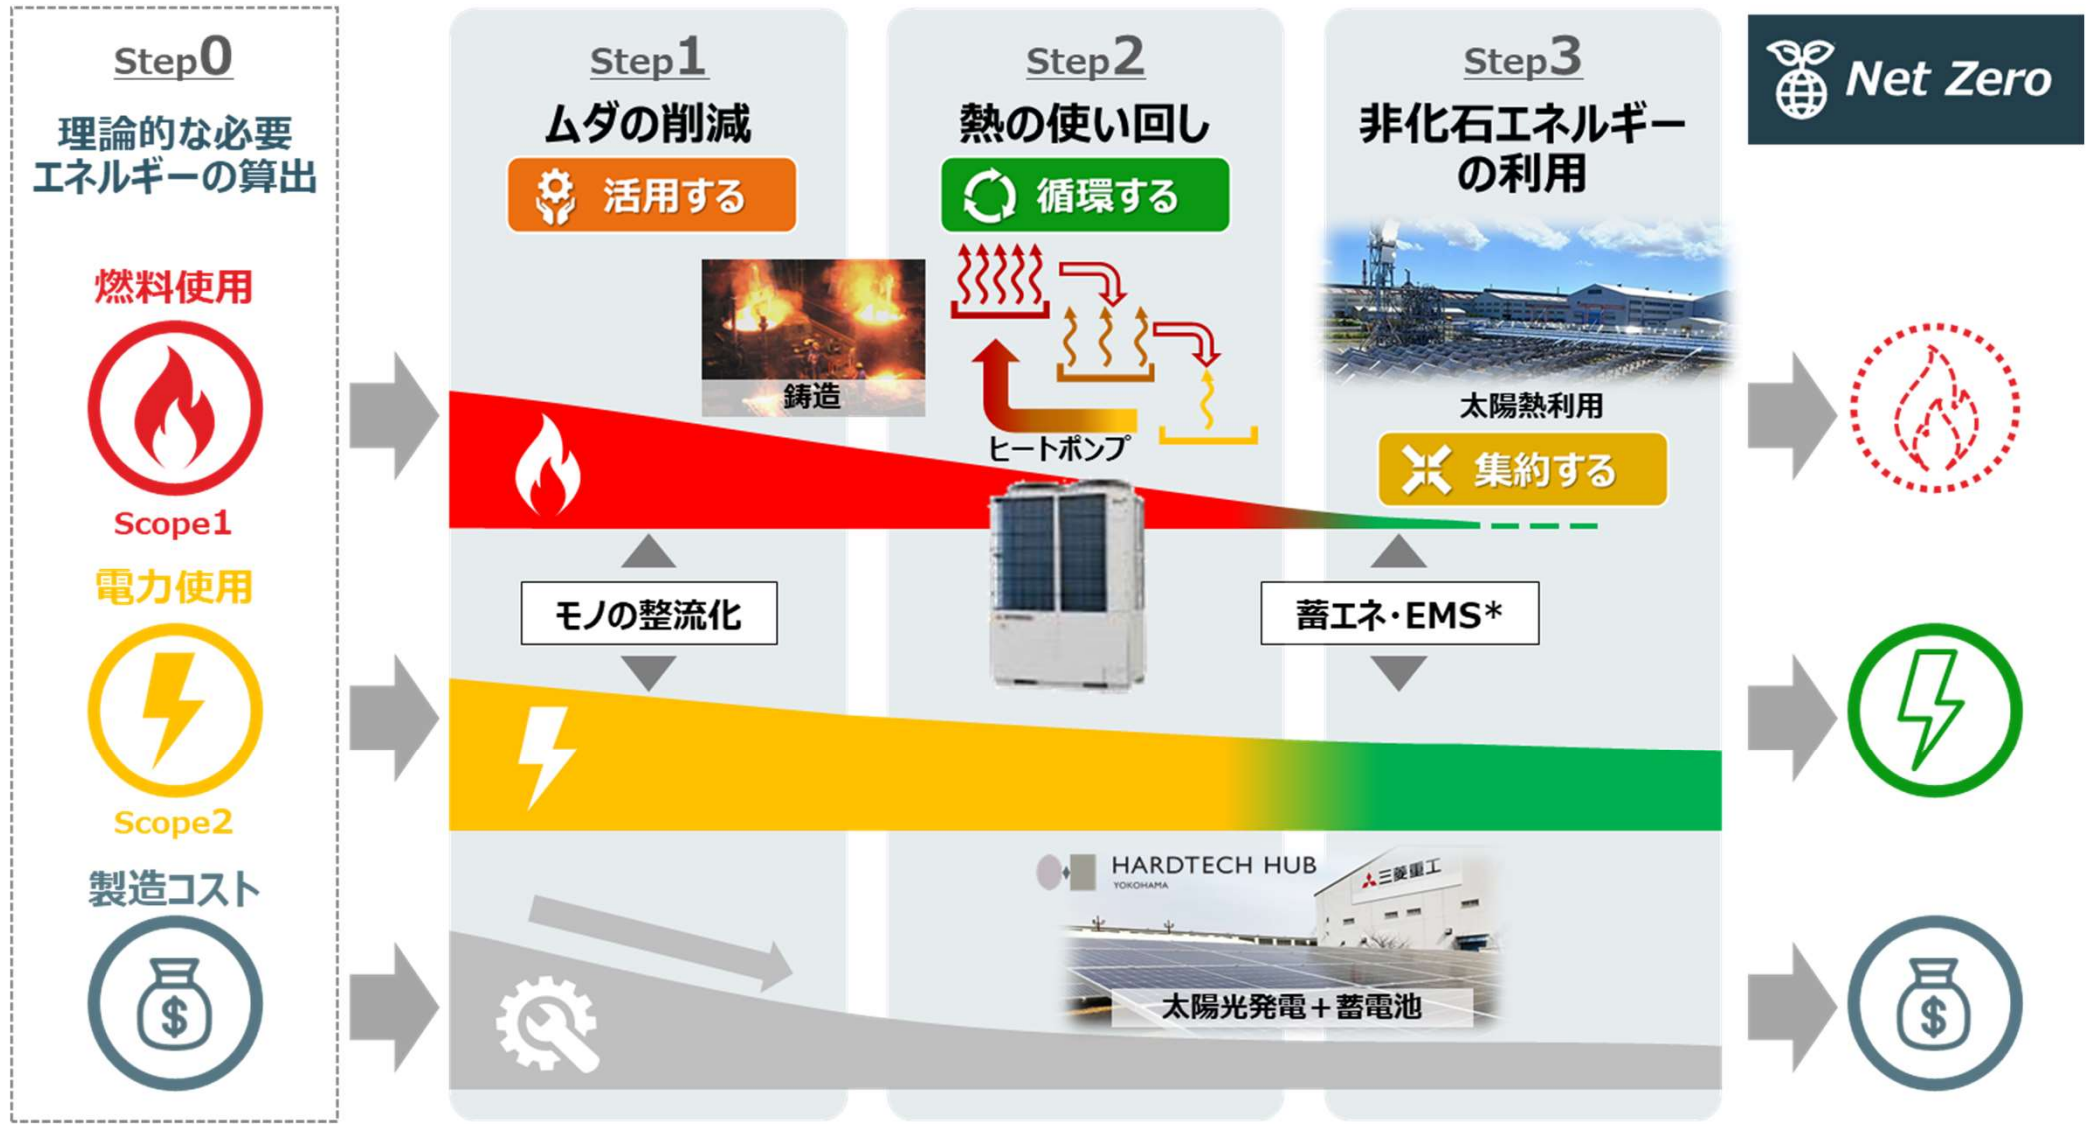 Step0
理論的な必要
エネルギーの算出
燃料使用
Scope1
電力使用
Scope2
製造コスト
Step1
ムダの削減
活用する
鋳造
モノの整流化
Step2
熱の使い回し
循環する
ヒートポンプ
Step3
非化石エネルギー
の利用
太陽熱利用
集約する
蓄エネ・EMS*
HARDTECH HUB
YOKOHAMA
三菱重工
太陽光発電＋蓄電池
Net Zero